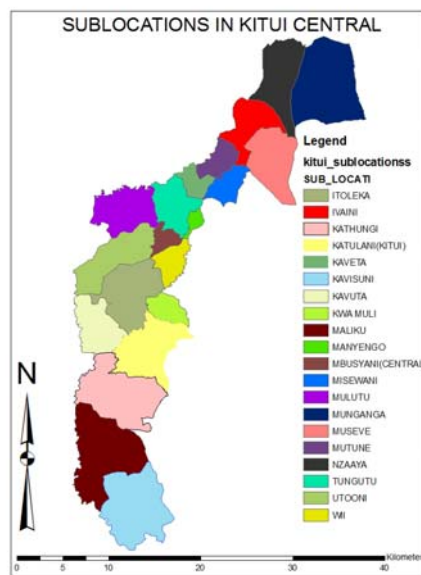 SUBLOCATIONS IN KITUI CENTRAL
Legend
kitui_sublocationss
SUB_LOCATI
ITOLEKA
IVAINI
KATHUNGI
KATULANI(KITUI)
KAVETA
KAVISUNI
KAVUTA
KWA MULI
MALIKU
MANYENGO
MBUSYANI(CENTRAL
MISEWANI
MULUTU
MUNGANGA
MUSEVE
MUTUNE
NZAAYA
TUNGUTU
UTOONI
WII
N
Kilometer
0 5 10 20 30 40